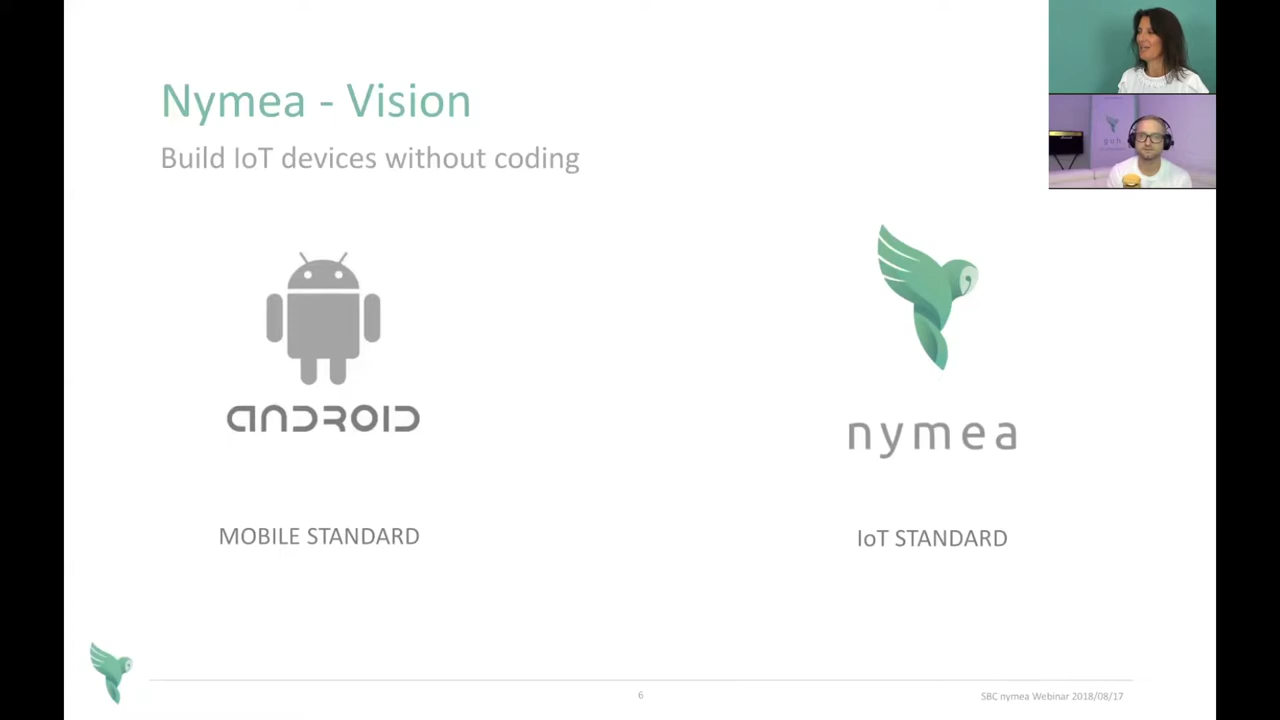 Nymea - Vision
Build IoT devices without coding
guh
ANDROID
nymea
MOBILE STANDARD
IoT STANDARD
6
SBC nymea Webinar 2018/08/17